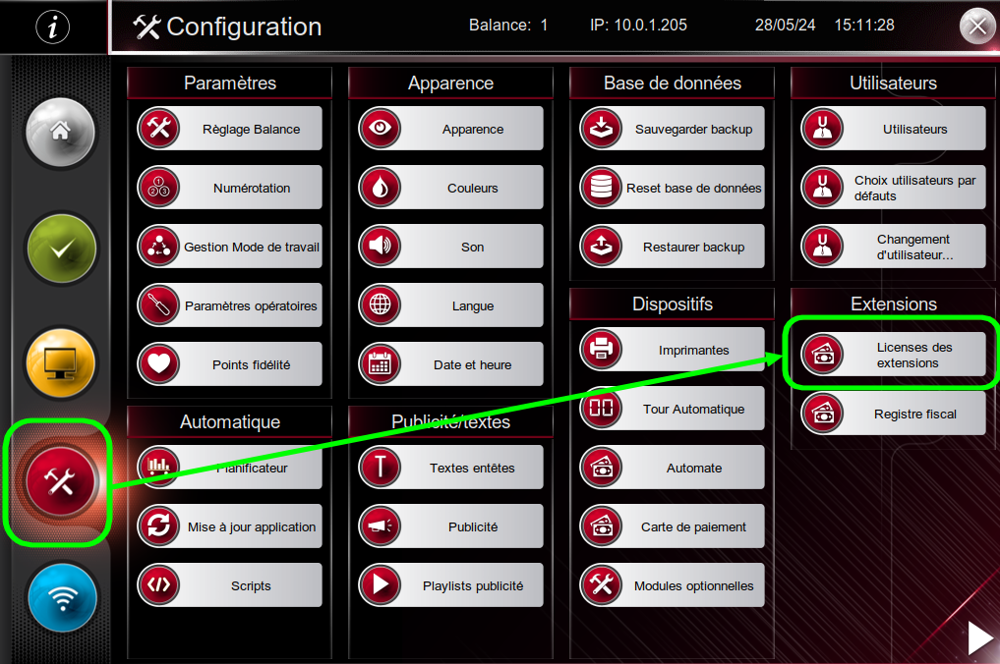 i
Configuration
Balance: 1
IP: 10.0.1.205
28/05/24
15:11:28
Paramètres
Règlage Balance
Numérotation
Gestion Mode de travail
Paramètres opératoires
Points fidélité
Automatique
Planificateur
Mise à jour application
Scripts
Apparence
Apparence
Couleurs
Son
Langue
Date et heure
Publicité/textes
Textes entêtes
Publicité
Playlists publicité
Base de données
Sauvegarder backup
Reset base de données
Restaurer backup
Dispositifs
Imprimantes
Tour Automatique
Automate
Carte de paiement
Modules optionnelles
Utilisateurs
Utilisateurs
Choix utilisateurs par
défauts
Changement
d'utilisateur...
Extensions
Licenses des
extensions
Registre fiscal